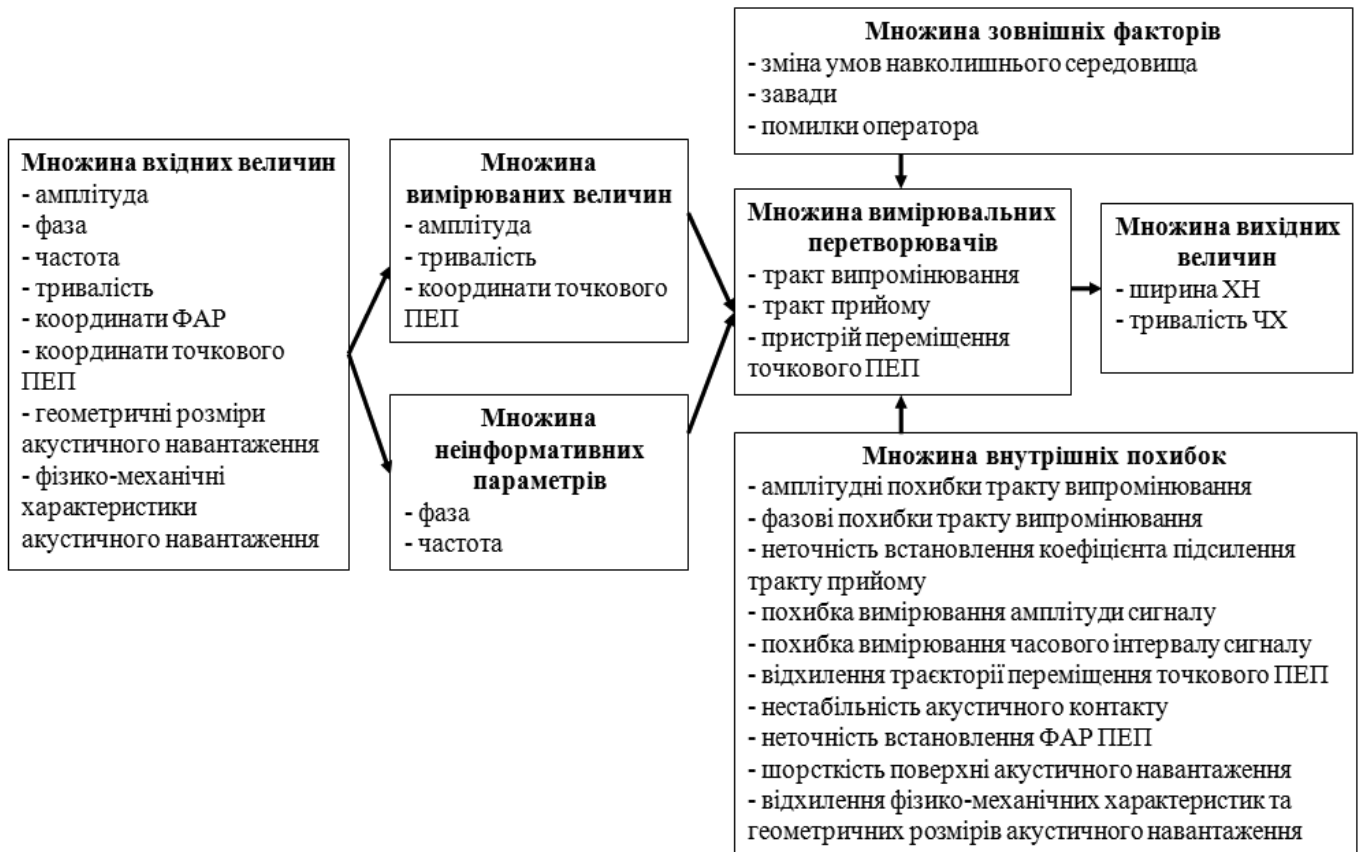 Множина вхідних величин
- амплітуда
- фаза
- частота
- тривалість
- координати ФАР
- координати точкового
ПЕП
- геометричні розміри
акустичного навантаження
- фізико-механічні
характеристики
акустичного навантаження
Множина
вимірюваних величин
- амплітуда
- тривалість
- координати точкового
ПЕП
Множина
неінформативних
параметрів
- фаза
- частота
Множина зовнішніх факторів
- зміна умов навколишнього середовища
- завади
- помилки оператора
Множина вимірювальних
перетворювачів
- тракт випромінювання
- тракт прийому
- пристрій переміщення
точкового ПЕП
Множина вихідних
величин
- ширина ХН
- тривалість ЧХ
Множина внутрішніх похибок
- амплітудні похибки тракту випромінювання
- фазові похибки тракту випромінювання
- неточність встановлення коефіцієнта підсилення
тракту прийому
- похибка вимірювання амплітуди сигналу
- похибка вимірювання часового інтервалу сигналу
- відхилення траєкторії переміщення точкового ПЕП
- нестабільність акустичного контакту
- неточність встановлення ФАР ПЕП
- шорсткість поверхні акустичного навантаження
- відхилення фізико-механічних характеристик та
геометричних розмірів акустичного навантаження